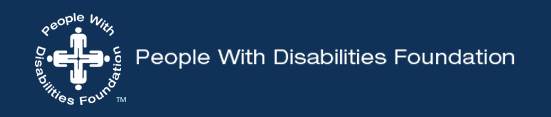 People With
Disabilities Foundation
TM
People With Disabilities Foundation